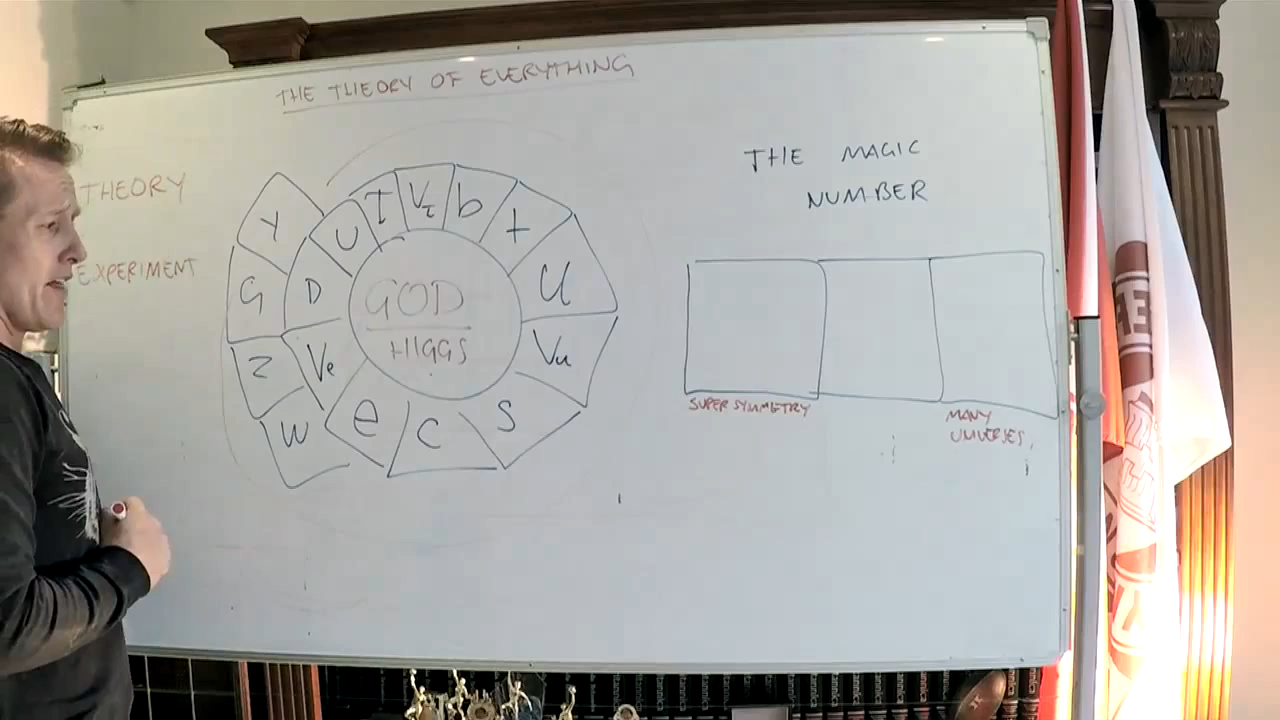 THE THEORY OF EVERYTHING
THEORY
EXPERIMENT
Y
G
Z
W
U
D
Ve
e
C
S
Vu
U
t
b
Vτ
T
GOD
HIGGS
THE MAGIC
NUMBER
SUPER SYMMETRY
MANY
UNIVERSES